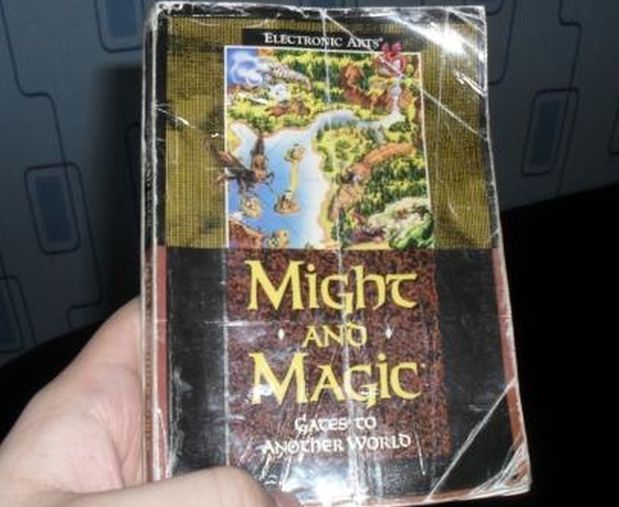 ELECTRONIC ARTS®
MIGHT
AND
MAGIC®
GATES TO
ANOTHER WORLD